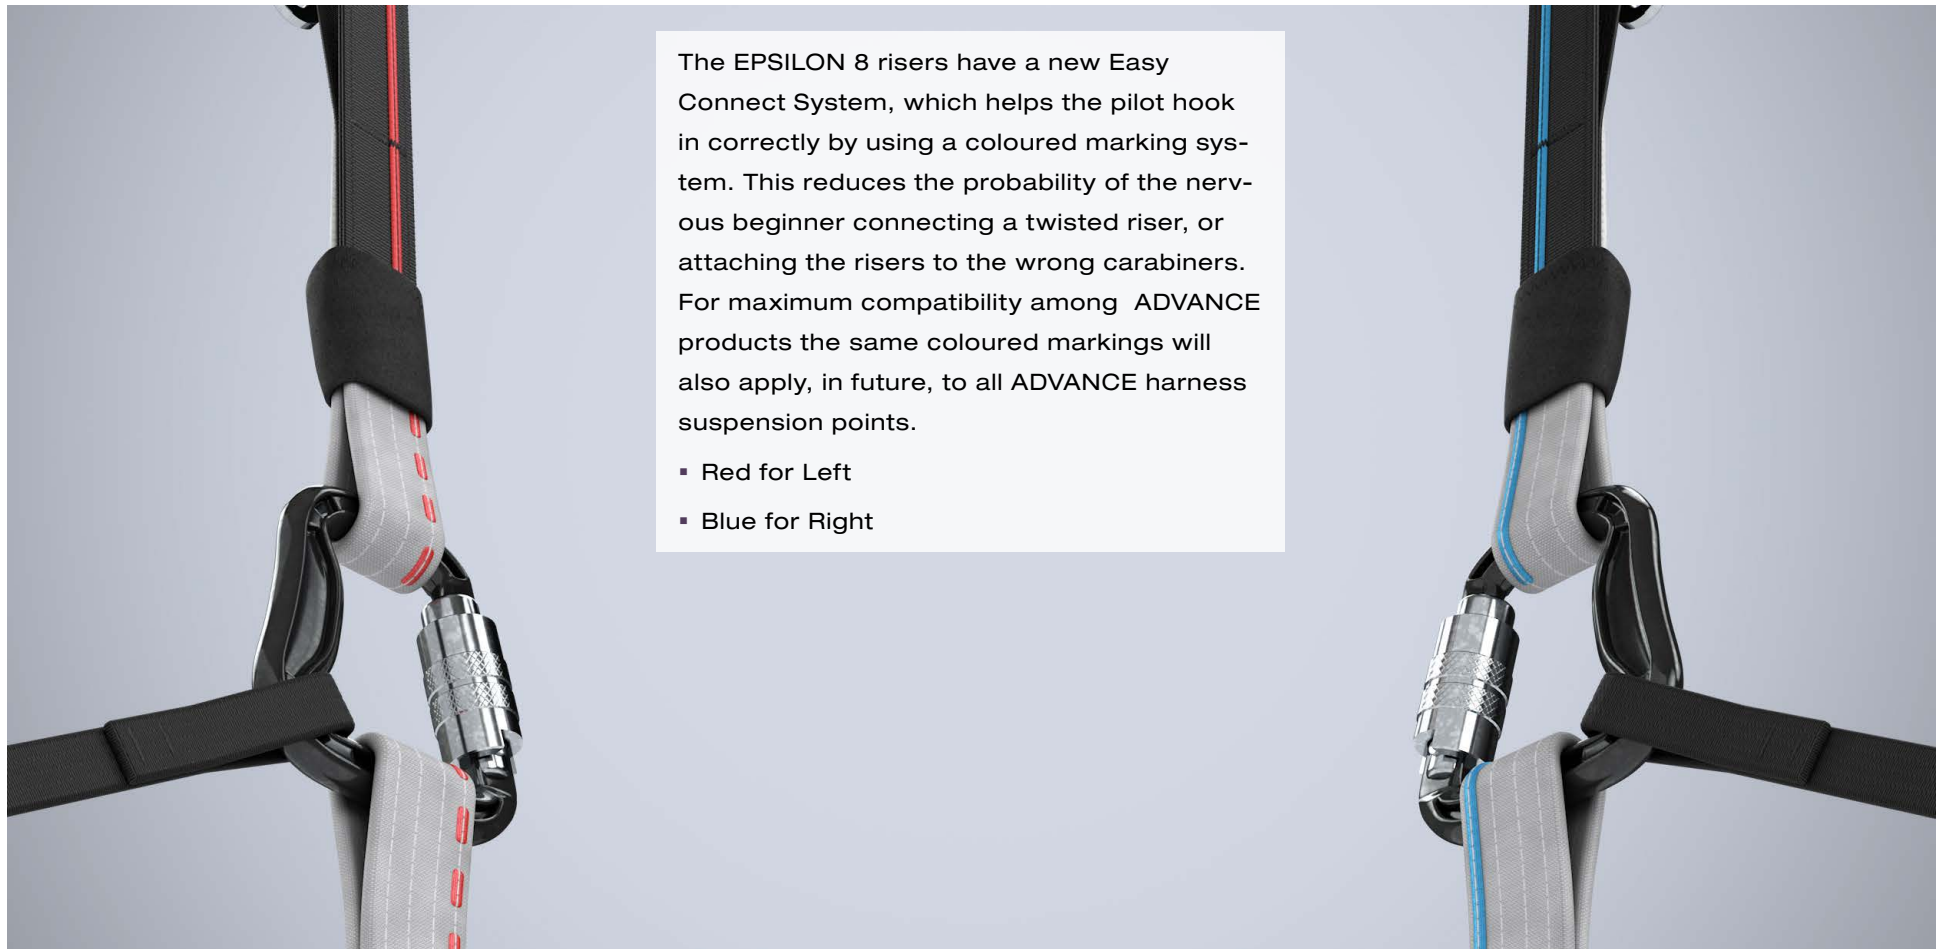 The EPSILON 8 risers have a new Easy
Connect System, which helps the pilot hook
in correctly by using a coloured marking sys-
tem. This reduces the probability of the nerv-
ous beginner connecting a twisted riser, or
attaching the risers to the wrong carabiners.
For maximum compatibility among ADVANCE
products the same coloured markings will
also apply, in future, to all ADVANCE harness
suspension points.
▪ Red for Left
▪ Blue for Right